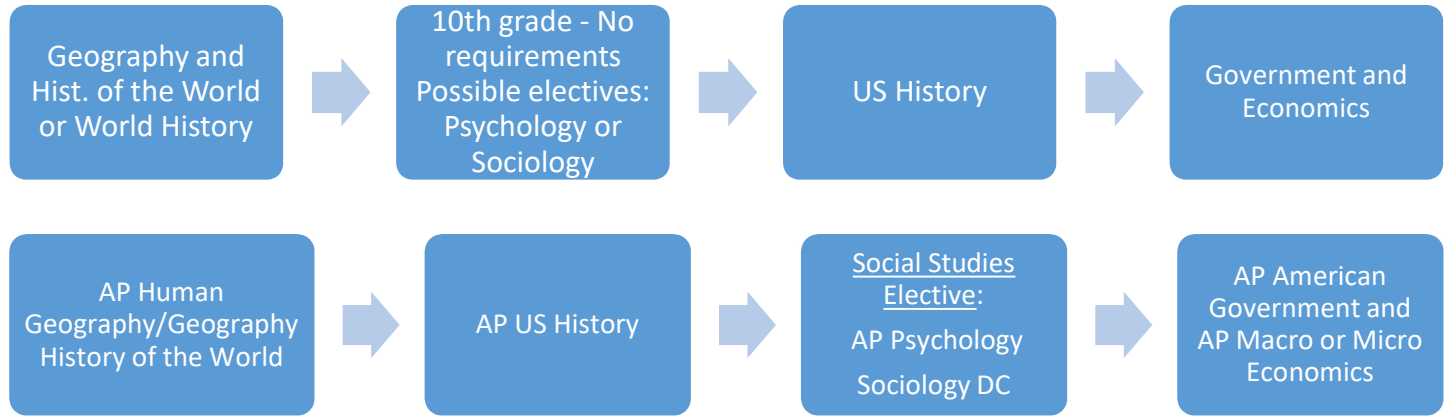 Geography and
Hist. of the World
or World History
10th grade - No
requirements
Possible electives:
Psychology or
Sociology
US History
Government and
Economics
AP Human
Geography/Geography
History of the World
AP US History
Social Studies
Elective:
AP Psychology
Sociology DC
AP American
Government and
AP Macro or Micro
Economics